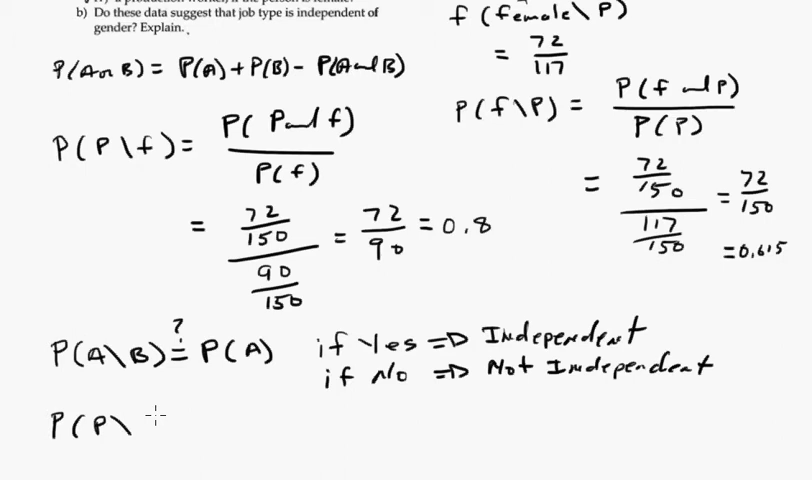 b) Do these data suggest that job type is independent of
gender? Explain.
P(A or B) = P(A) + P(B) - P(A and B)
P(P\f) = P(P and f) / P(f)
= 72/150 / 90/150 = 72/90 = 0.8
f(female\P)
= 72/117
P(f\P) = P(f and P) / P(P)
= 72/150 / 117/150 = 72/150
= 0.615
P(A\B) ?= P(A) if Yes => Independent
if No => Not Independent
P(P\